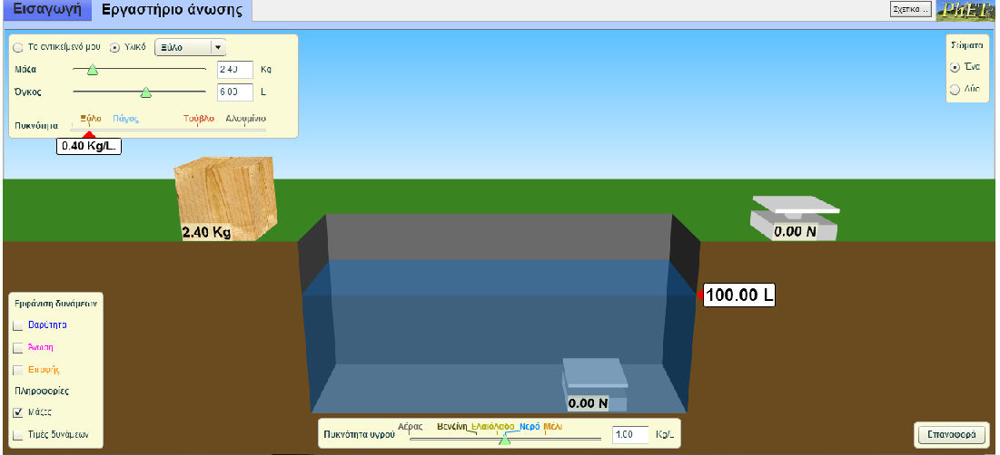 Εισαγωγή
Εργαστήριο άνωσης
Σχετικά...
PhET
Το αντικείμενό μου
Υλικό
Ξύλο
Μάζα
2.40
Kg
Όγκος
6.00
L
Ξύλο
Πάγος
Τούβλο
Αλουμίνιο
Πυκνότητα
0.40 Kg/L.
Σώματα
Ένα
Δύο
2.40 Kg
0.00 N
100.00 L
0.00 N
Εμφάνιση δυνάμεων
Βαρύτητα
Άνωση
Επαφής
Πληροφορίες
Μάζες
Τιμές δυνάμεων
Αέρας
Βενζίνη
Ελαιόλαδο
Νερό
Μέλι
Πυκνότητα υγρού
1.00
Kg/L
Επαναφορά